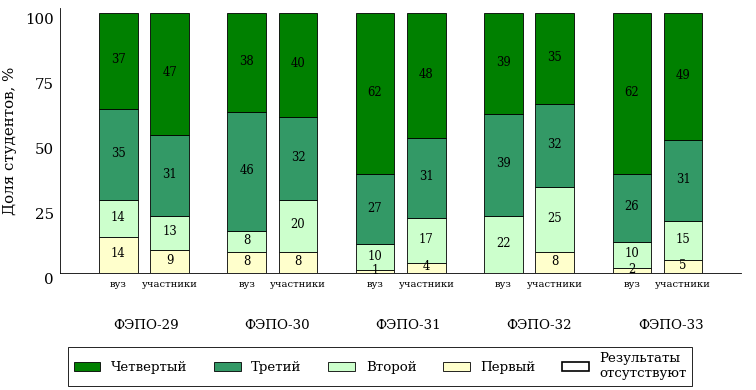 Доля студентов, %
100
75
50
25
0
37 47 38 40 62 48 39 35 62 49
35 31 46 32 27 31 39 32 26 31
14 13 8 20 10 17 22 25 10 15
14 9 8 8 1 4 8 2 5
вуз участники вуз участники вуз участники вуз участники вуз участники
ФЭПО-29 ФЭПО-30 ФЭПО-31 ФЭПО-32 ФЭПО-33
Четвертый Третий Второй Первый Результаты
отсутствуют